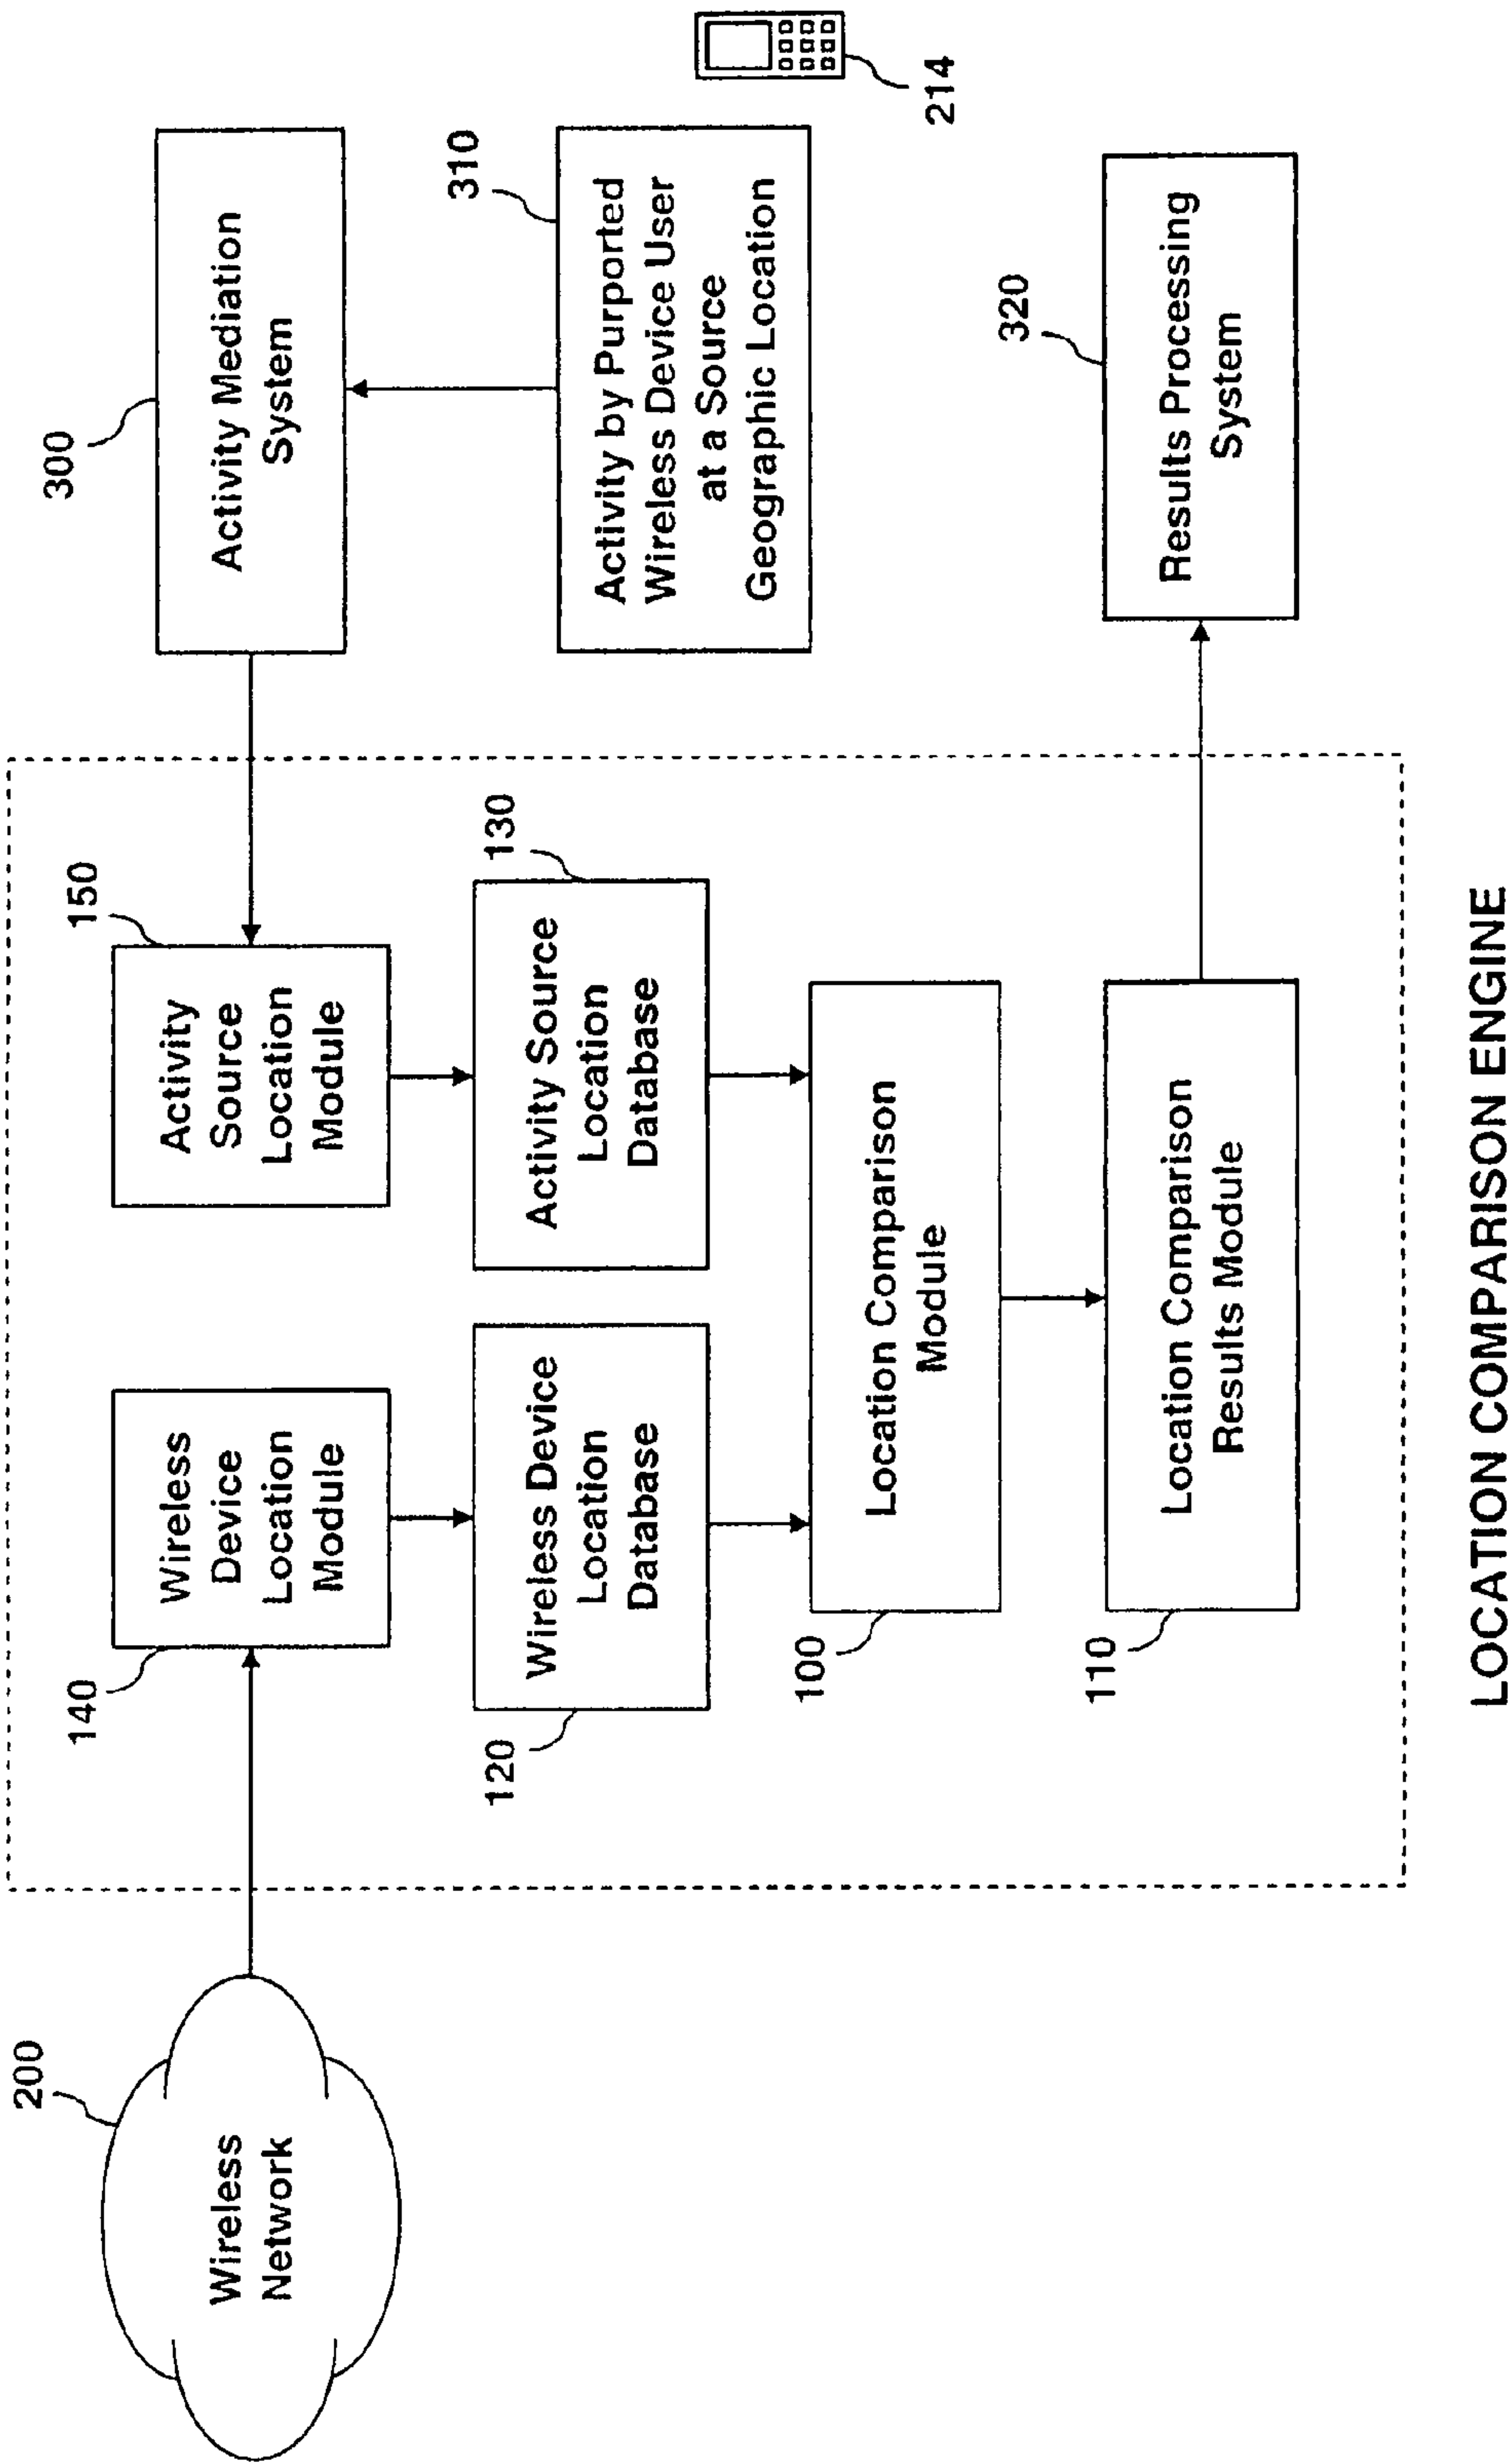 200
Wireless
Network
140
Wireless
Device
Location
Module
150
Activity
Source
Location
Module
300
Activity Mediation
System
120
Wireless Device
Location
Database
130
Activity Source
Location
Database
310
Activity by Purported
Wireless Device User
at a Source
Geographic Location
214
100
Location Comparison
Module
110
Location Comparison
Results Module
320
Results Processing
System
LOCATION COMPARISON ENGINE